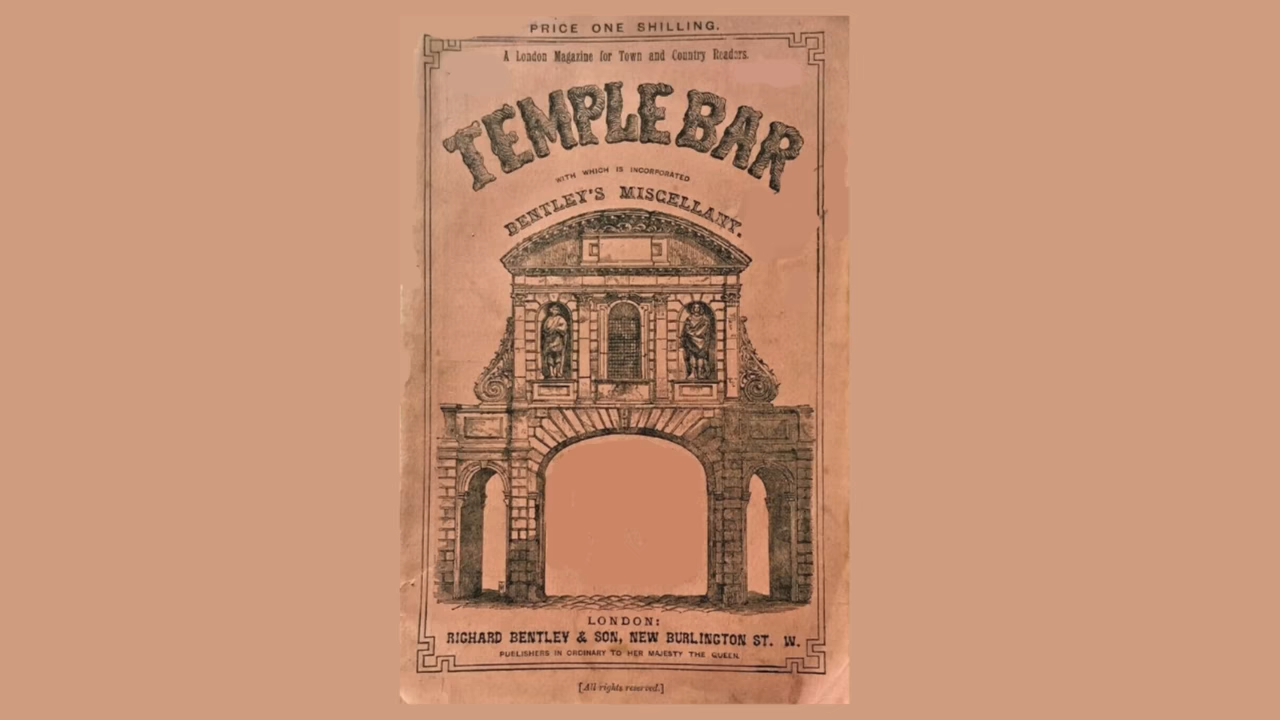 PRICE ONE SHILLING.
A London Magazine for Town and Country Readers.
TEMPLE BAR
WITH WHICH IS INCORPORATED
BENTLEY'S MISCELLANY.
LONDON:
RICHARD BENTLEY & SON, NEW BURLINGTON ST. W.
PUBLISHERS IN ORDINARY TO HER MAJESTY THE QUEEN.
[All rights reserved.]